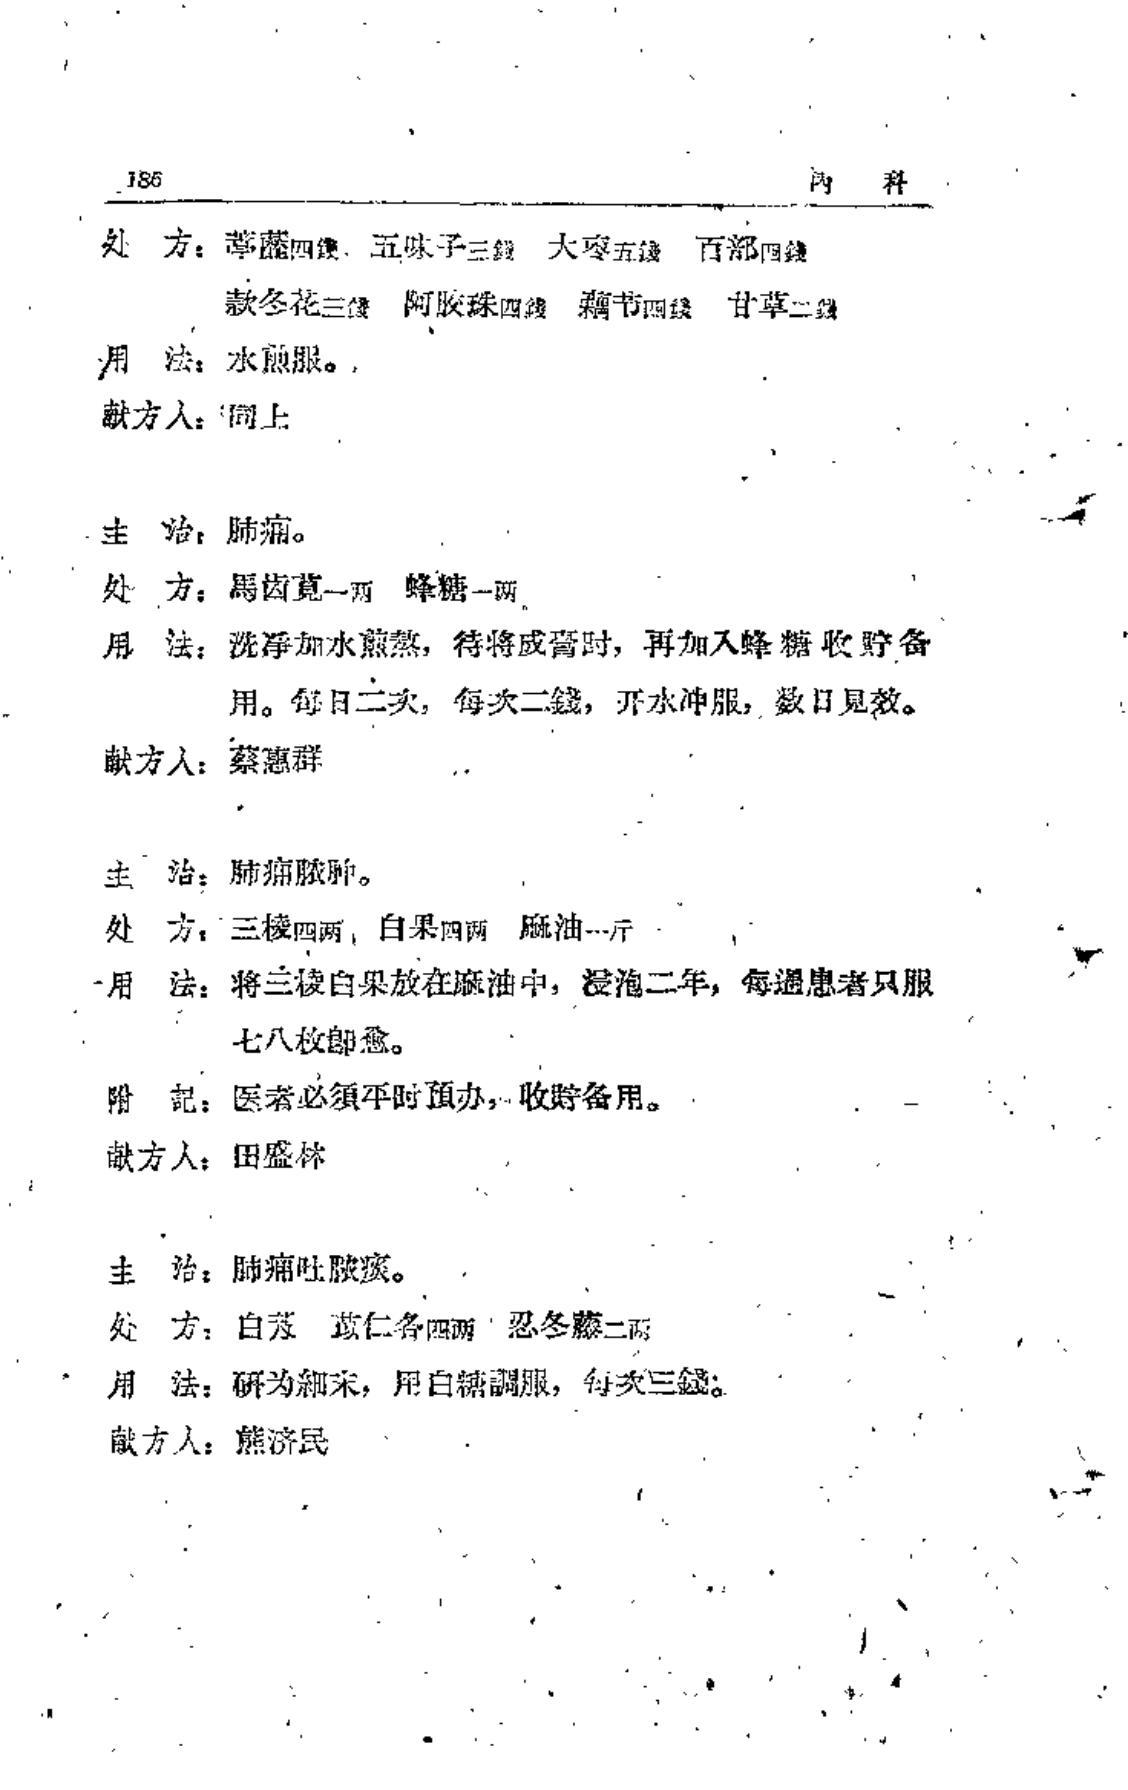 186 内 科
处 方：葶藶四錢 五味子三錢 大枣五錢 百部四錢
款冬花三錢 阿胶珠四錢 藕节四錢 甘草二錢
用 法：水煎服。
献方人：同上
主 治：肺痈。
处 方：馬齿莧一两 蜂糖一两
用 法：洗淨加水煎熬，待将成膏时，再加入蜂糖收貯备
用。每日二次，每次二錢，开水冲服，数日見效。
献方人：蔡惠群
主 治：肺痈脓肿。
处 方：三棱四两 白果四两 麻油一斤
用 法：将三棱白果放在麻油中，浸泡二年，每遇患者只服
七八枚即愈。
附 記：医者必須平时預办，收貯备用。
献方人：田盛林
主 治：肺痈吐脓痰。
处 方：白芨 苡仁各四两 忍冬藤二两
用 法：研为細末，用白糖調服，每次三錢。
献方人：熊济民